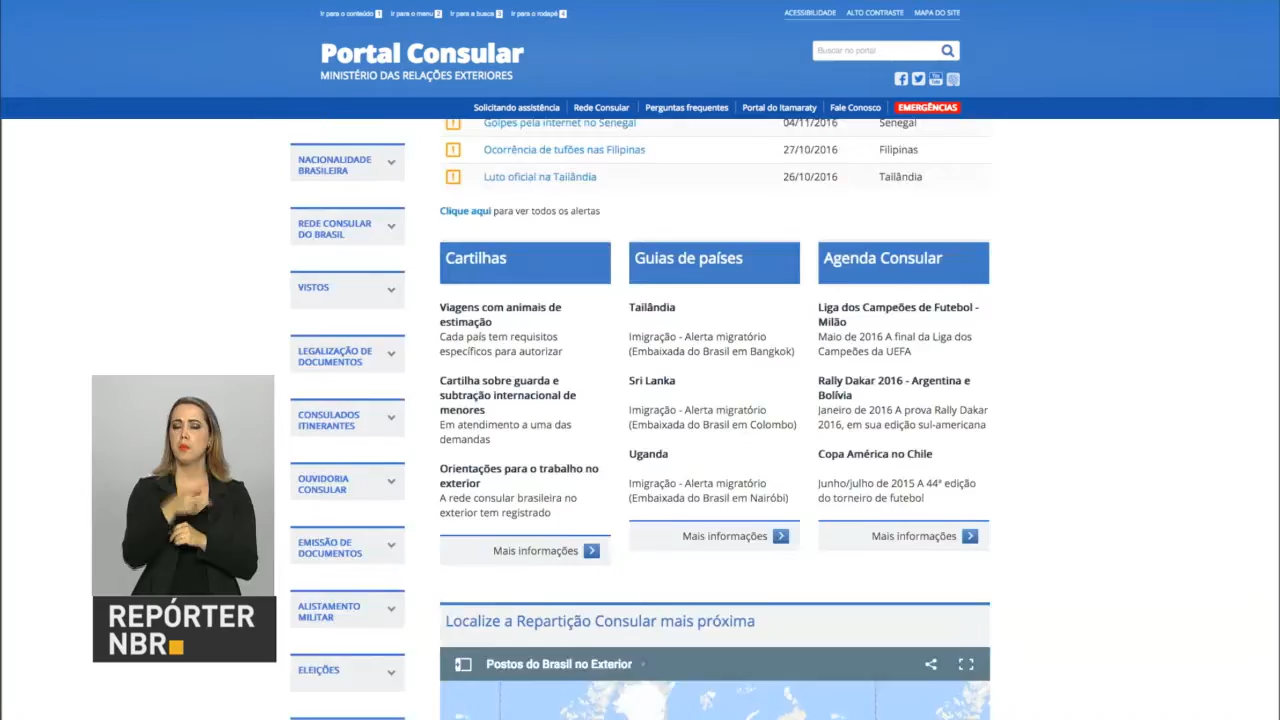 Ir para o conteúdo 1 Ir para o menu 2 Ir para a busca 3 Ir para o rodapé 4
ACESSIBILIDADE ALTO CONTRASTE MAPA DO SITE
Portal Consular
MINISTÉRIO DAS RELAÇÕES EXTERIORES
Buscar no portal
Solicitando assistência Rede Consular Perguntas frequentes Portal do Itamaraty Fale Conosco EMERGÊNCIAS
Golpes pela internet no Senegal 04/11/2016 Senegal
Ocorrência de tufões nas Filipinas 27/10/2016 Filipinas
Luto oficial na Tailândia 26/10/2016 Tailândia
Clique aqui para ver todos os alertas
NACIONALIDADE
BRASILEIRA
REDE CONSULAR
DO BRASIL
VISTOS
LEGALIZAÇÃO DE
DOCUMENTOS
CONSULADOS
ITINERANTES
OUVIDORIA
CONSULAR
EMISSÃO DE
DOCUMENTOS
ALISTAMENTO
MILITAR
ELEIÇÕES
Cartilhas
Viagens com animais de
estimação
Cada país tem requisitos
específicos para autorizar
Cartilha sobre guarda e
subtração internacional de
menores
Em atendimento a uma das
demandas
Orientações para o trabalho no
exterior
A rede consular brasileira no
exterior tem registrado
Mais informações
Guias de países
Tailândia
Imigração - Alerta migratório
(Embaixada do Brasil em Bangkok)
Sri Lanka
Imigração - Alerta migratório
(Embaixada do Brasil em Colombo)
Uganda
Imigração - Alerta migratório
(Embaixada do Brasil em Nairóbi)
Mais informações
Agenda Consular
Liga dos Campeões de Futebol -
Milão
Maio de 2016 A final da Liga dos
Campeões da UEFA
Rally Dakar 2016 - Argentina e
Bolívia
Janeiro de 2016 A prova Rally Dakar
2016, em sua edição sul-americana
Copa América no Chile
Junho/julho de 2015 A 44ª edição
do torneiro de futebol
Mais informações
Localize a Repartição Consular mais próxima
Postos do Brasil no Exterior
REPÓRTER
NBR